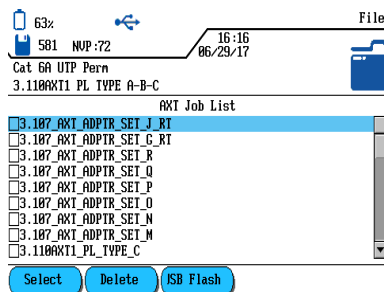 63%
File
581 NVP:72
16:16
06/29/17
Cat 6A UTP Perm
3.110AXT1 PL TYPE A-B-C
AXT Job List
3.107_AXT_ADPTR_SET_J_RT
3.107_AXT_ADPTR_SET_G_RT
3.107_AXT_ADPTR_SET_R
3.107_AXT_ADPTR_SET_Q
3.107_AXT_ADPTR_SET_P
3.107_AXT_ADPTR_SET_O
3.107_AXT_ADPTR_SET_N
3.107_AXT_ADPTR_SET_M
3.110AXT1_PL_TYPE_C
Select Delete USB Flash